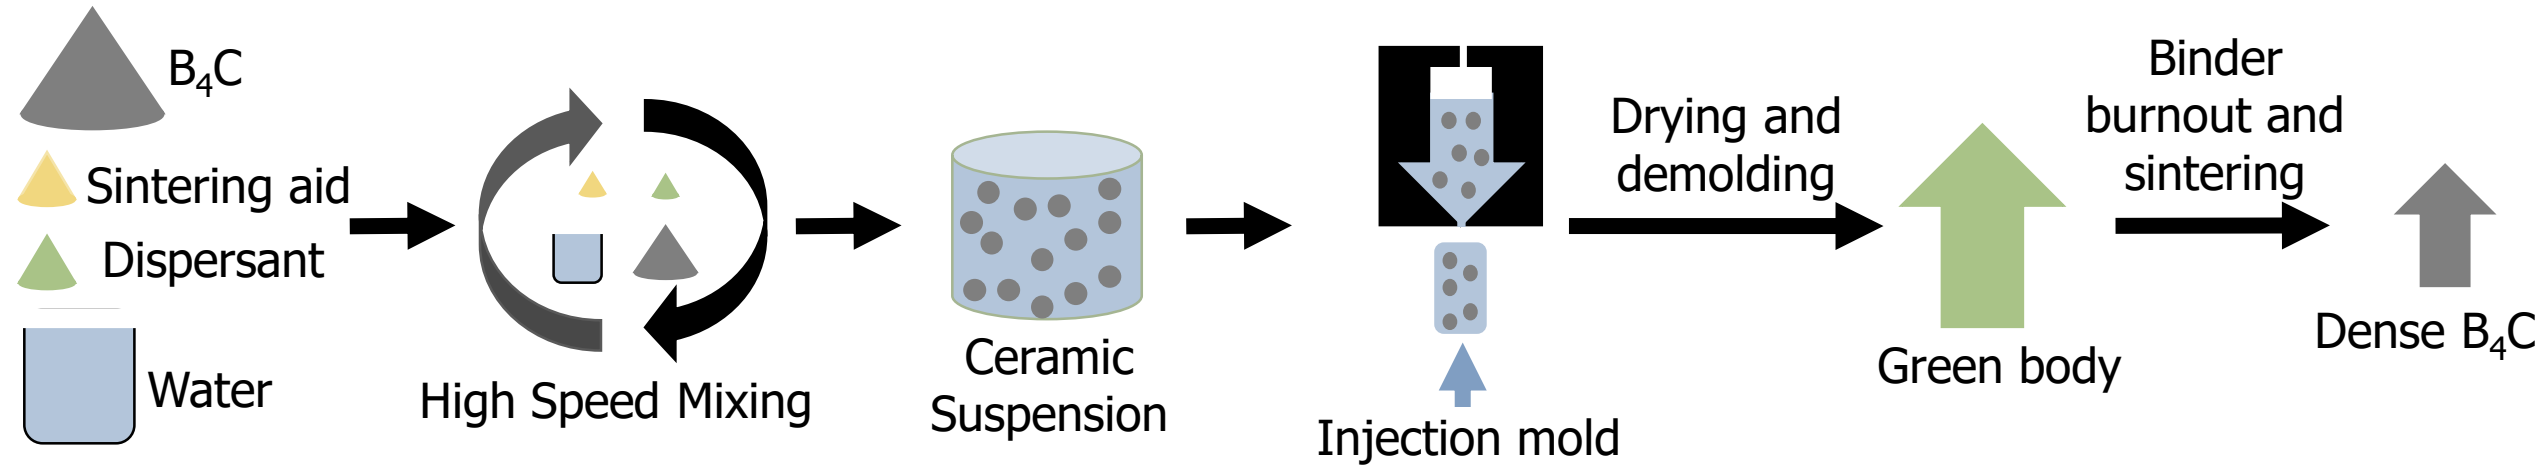 B₄C
Sintering aid
Dispersant
Water
High Speed Mixing
Ceramic
Suspension
Injection mold
Drying and
demolding
Green body
Binder
burnout and
sintering
Dense B₄C